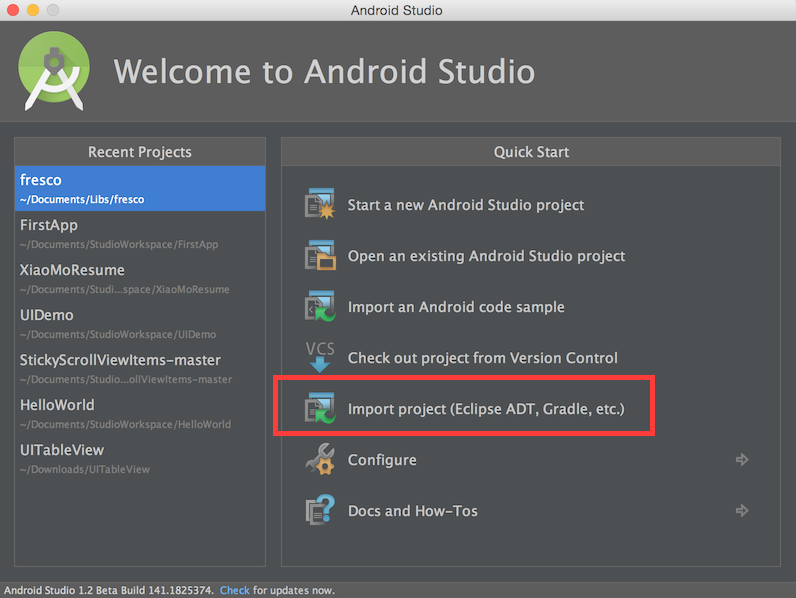 Android Studio
Welcome to Android Studio
Recent Projects
fresco
~/Documents/Libs/fresco
FirstApp
~/Documents/StudioWorkspace/FirstApp
XiaoMoResume
~/Documents/Studi...space/XiaoMoResume
UIDemo
~/Documents/StudioWorkspace/UIDemo
StickyScrollViewItems-master
~/Documents/Studio...ollViewItems-master
HelloWorld
~/Documents/StudioWorkspace/HelloWorld
UITableView
~/Downloads/UITableView
Quick Start
Start a new Android Studio project
Open an existing Android Studio project
Import an Android code sample
VCS
Check out project from Version Control
Import project (Eclipse ADT, Gradle, etc.)
Configure
Docs and How-Tos
Android Studio 1.2 Beta Build 141.1825374. Check for updates now.